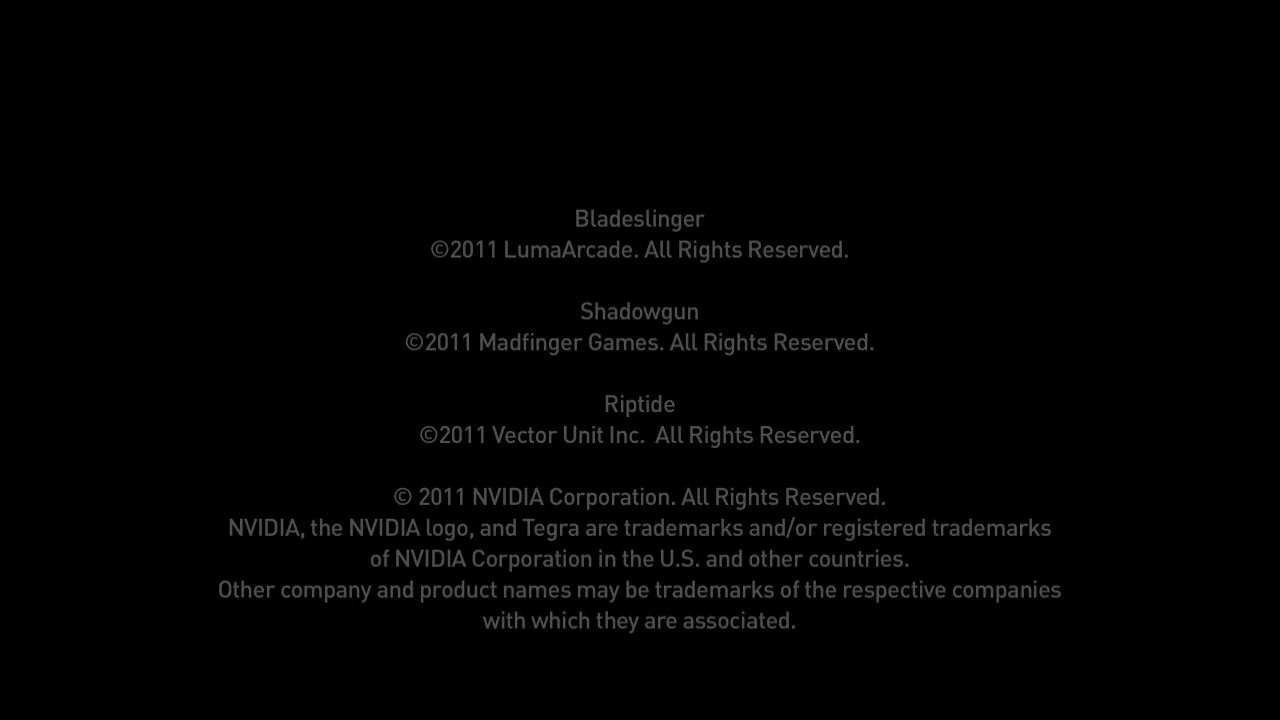 Bladeslinger
©2011 LumaArcade. All Rights Reserved.
Shadowgun
©2011 Madfinger Games. All Rights Reserved.
Riptide
©2011 Vector Unit Inc.  All Rights Reserved.
© 2011 NVIDIA Corporation. All Rights Reserved.
NVIDIA, the NVIDIA logo, and Tegra are trademarks and/or registered trademarks
of NVIDIA Corporation in the U.S. and other countries.
Other company and product names may be trademarks of the respective companies
with which they are associated.